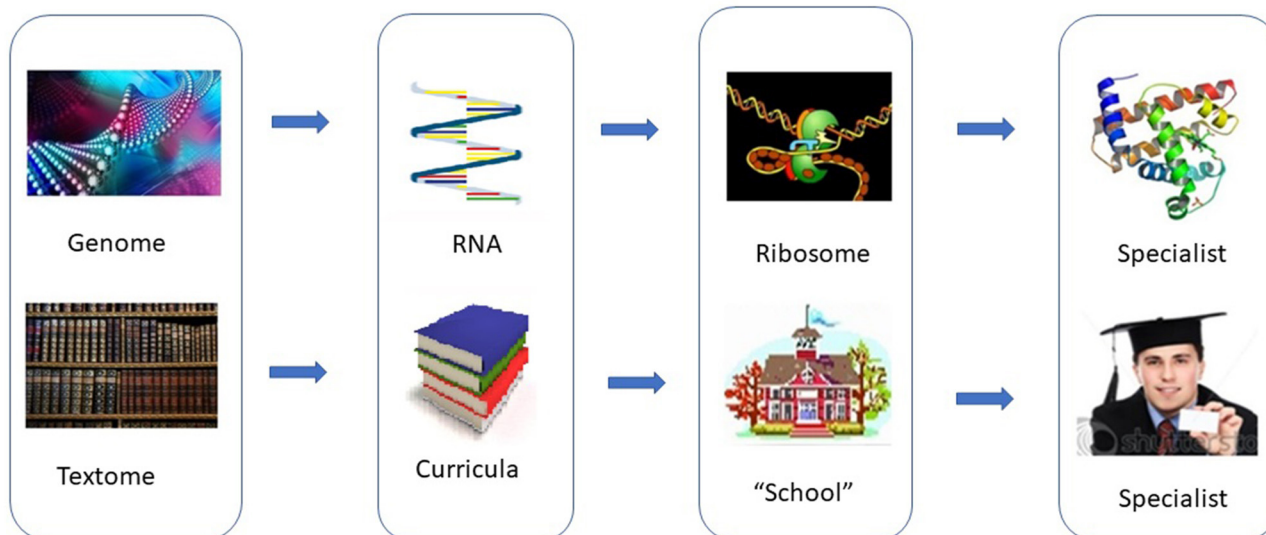 Genome
RNA
Ribosome
Specialist
Textome
Curricula
“School”
Specialist